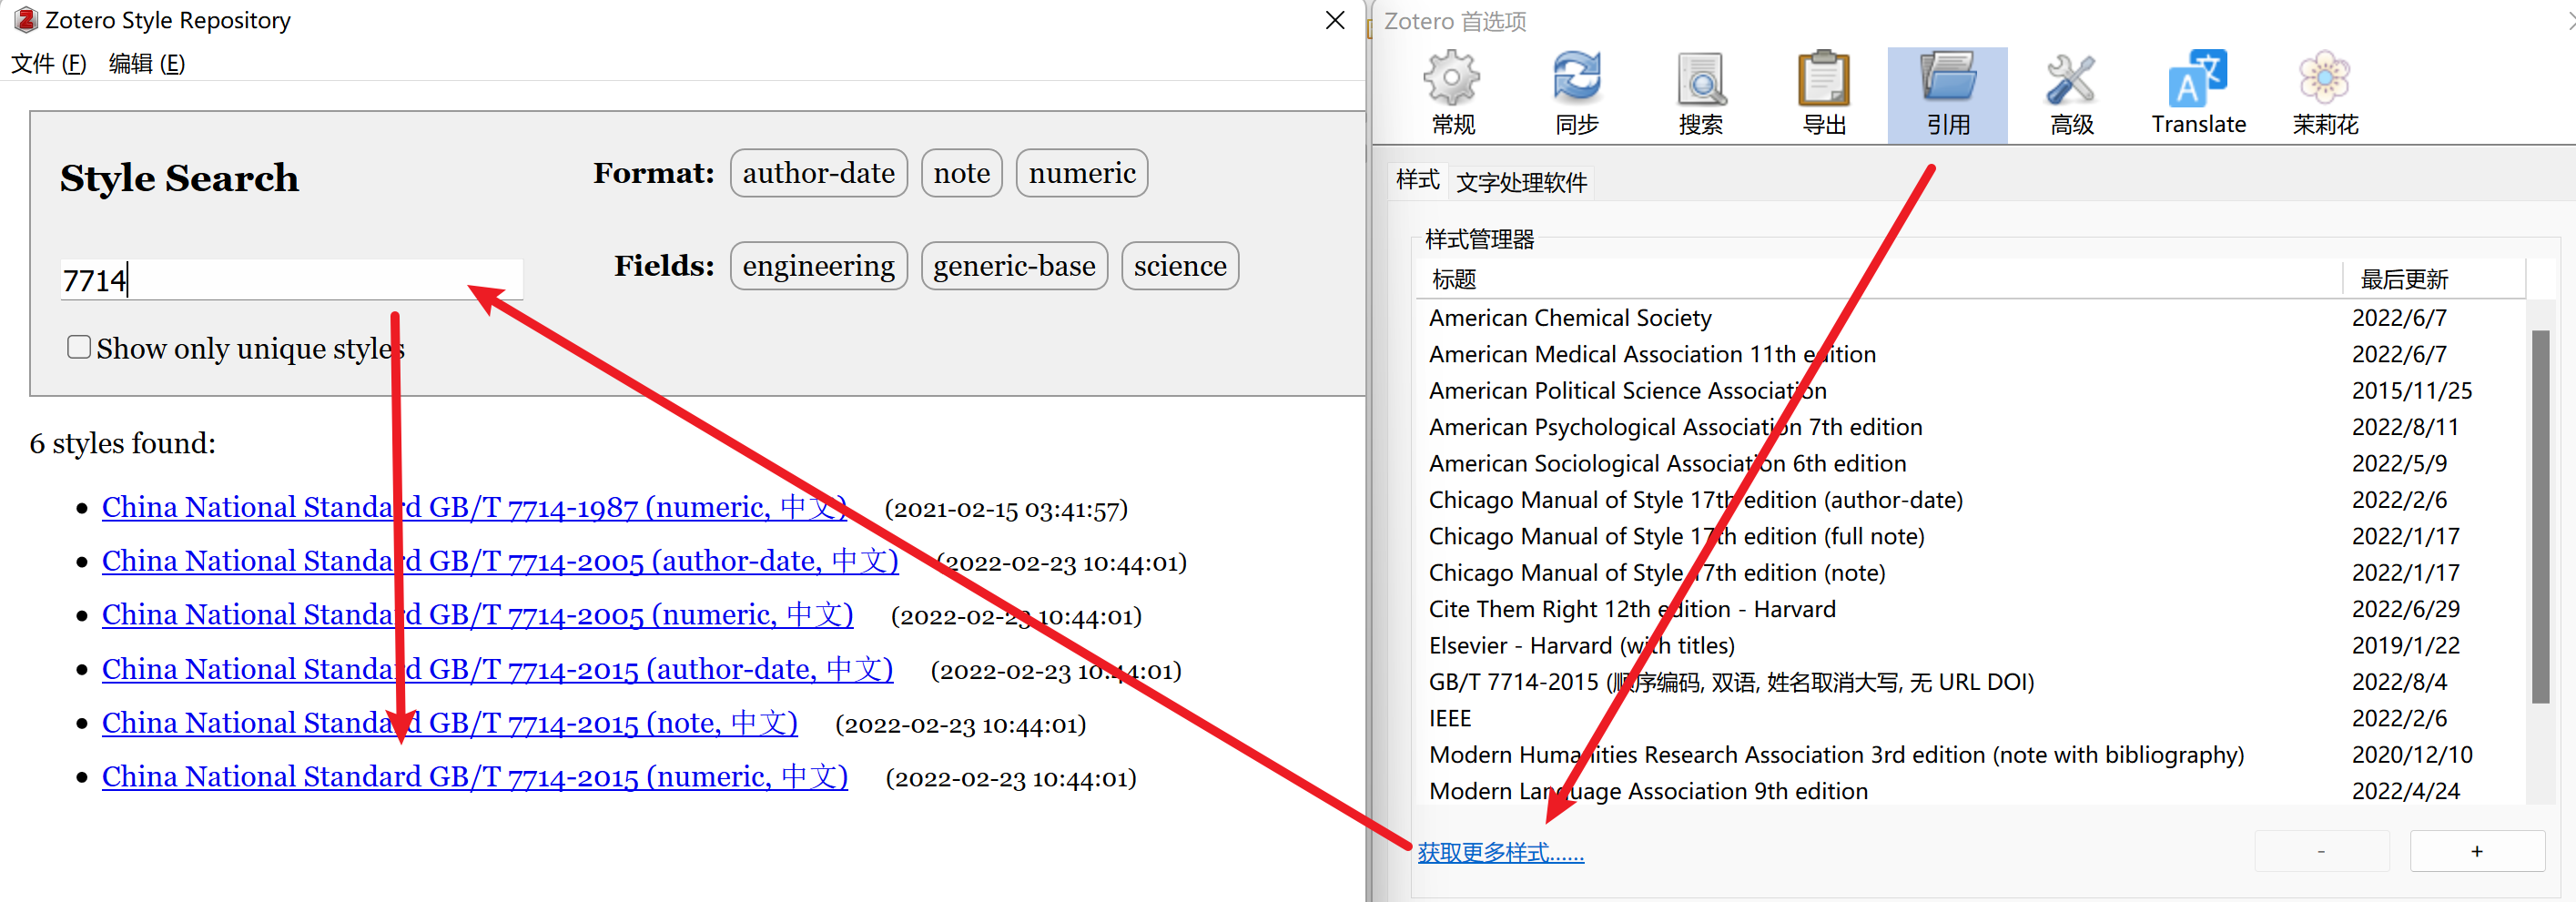 Zotero Style Repository
文件 (F) 编辑 (E)
Style Search
Format: author-date note numeric
7714
Fields: engineering generic-base science
Show only unique styles
6 styles found:
China National Standard GB/T 7714-1987 (numeric, 中文) (2021-02-15 03:41:57)
China National Standard GB/T 7714-2005 (author-date, 中文) (2022-02-23 10:44:01)
China National Standard GB/T 7714-2005 (numeric, 中文) (2022-02-23 10:44:01)
China National Standard GB/T 7714-2015 (author-date, 中文) (2022-02-23 10:44:01)
China National Standard GB/T 7714-2015 (note, 中文) (2022-02-23 10:44:01)
China National Standard GB/T 7714-2015 (numeric, 中文) (2022-02-23 10:44:01)
Zotero 首选项
常规 同步 搜索 导出 引用 高级 Translate 茉莉花
样式 文字处理软件
样式管理器
标题 最后更新
American Chemical Society 2022/6/7
American Medical Association 11th edition 2022/6/7
American Political Science Association 2015/11/25
American Psychological Association 7th edition 2022/8/11
American Sociological Association 6th edition 2022/5/9
Chicago Manual of Style 17th edition (author-date) 2022/2/6
Chicago Manual of Style 17th edition (full note) 2022/1/17
Chicago Manual of Style 17th edition (note) 2022/1/17
Cite Them Right 12th edition - Harvard 2022/6/29
Elsevier - Harvard (with titles) 2019/1/22
GB/T 7714-2015 (顺序编码, 双语, 姓名取消大写, 无 URL DOI) 2022/8/4
IEEE 2022/2/6
Modern Humanities Research Association 3rd edition (note with bibliography) 2020/12/10
Modern Language Association 9th edition 2022/4/24
获取更多样式...... - +